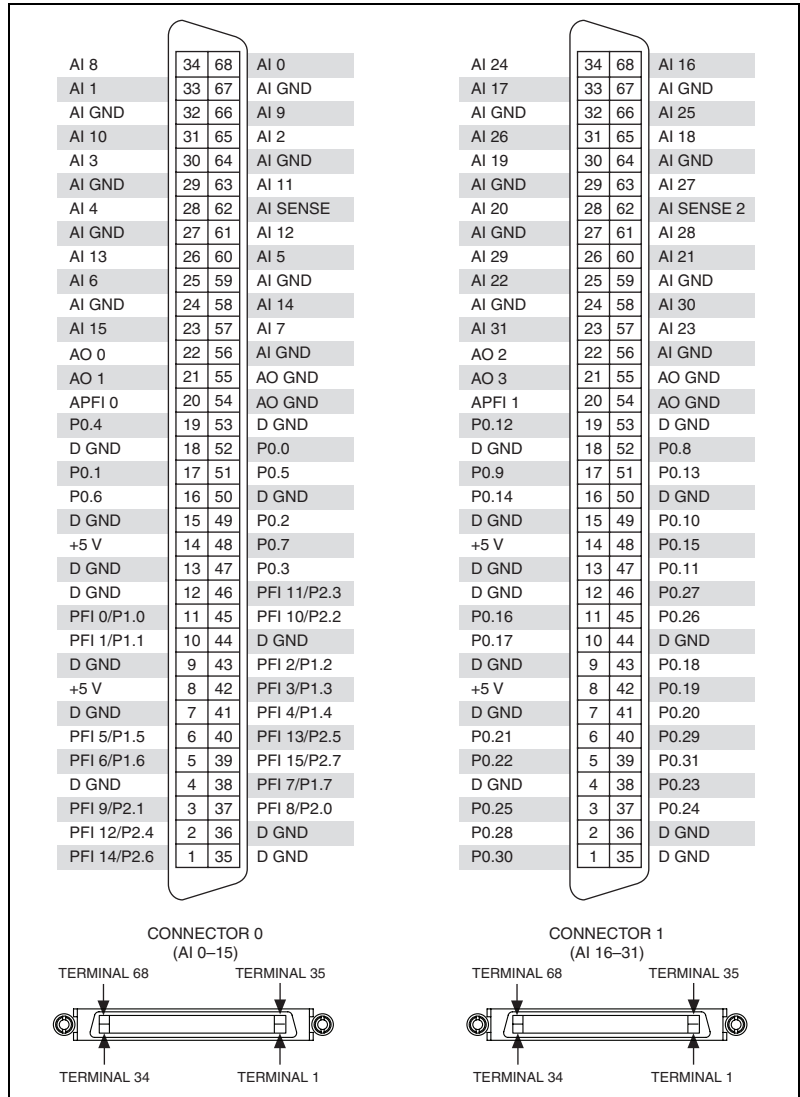 AI 8 34 68 AI 0 AI 24 34 68 AI 16
AI 1 33 67 AI GND AI 17 33 67 AI GND
AI GND 32 66 AI 9 AI GND 32 66 AI 25
AI 10 31 65 AI 2 AI 26 31 65 AI 18
AI 3 30 64 AI GND AI 19 30 64 AI GND
AI GND 29 63 AI 11 AI GND 29 63 AI 27
AI 4 28 62 AI SENSE AI 20 28 62 AI SENSE 2
AI GND 27 61 AI 12 AI GND 27 61 AI 28
AI 13 26 60 AI 5 AI 29 26 60 AI 21
AI 6 25 59 AI GND AI 22 25 59 AI GND
AI GND 24 58 AI 14 AI GND 24 58 AI 30
AI 15 23 57 AI 7 AI 31 23 57 AI 23
AO 0 22 56 AI GND AO 2 22 56 AI GND
AO 1 21 55 AO GND AO 3 21 55 AO GND
APFI 0 20 54 AO GND APFI 1 20 54 AO GND
P0.4 19 53 D GND P0.12 19 53 D GND
D GND 18 52 P0.0 D GND 18 52 P0.8
P0.1 17 51 P0.5 P0.9 17 51 P0.13
P0.6 16 50 D GND P0.14 16 50 D GND
D GND 15 49 P0.2 D GND 15 49 P0.10
+5 V 14 48 P0.7 +5 V 14 48 P0.15
D GND 13 47 P0.3 D GND 13 47 P0.11
D GND 12 46 PFI 11/P2.3 D GND 12 46 P0.27
PFI 0/P1.0 11 45 PFI 10/P2.2 P0.16 11 45 P0.26
PFI 1/P1.1 10 44 D GND P0.17 10 44 D GND
D GND 9 43 PFI 2/P1.2 D GND 9 43 P0.18
+5 V 8 42 PFI 3/P1.3 +5 V 8 42 P0.19
D GND 7 41 PFI 4/P1.4 D GND 7 41 P0.20
PFI 5/P1.5 6 40 PFI 13/P2.5 P0.21 6 40 P0.29
PFI 6/P1.6 5 39 PFI 15/P2.7 P0.22 5 39 P0.31
D GND 4 38 PFI 7/P1.7 D GND 4 38 P0.23
PFI 9/P2.1 3 37 PFI 8/P2.0 P0.25 3 37 P0.24
PFI 12/P2.4 2 36 D GND P0.28 2 36 D GND
PFI 14/P2.6 1 35 D GND P0.30 1 35 D GND
CONNECTOR 0 CONNECTOR 1
(AI 0–15) (AI 16–31)
TERMINAL 68 TERMINAL 35 TERMINAL 68 TERMINAL 35
TERMINAL 34 TERMINAL 1 TERMINAL 34 TERMINAL 1